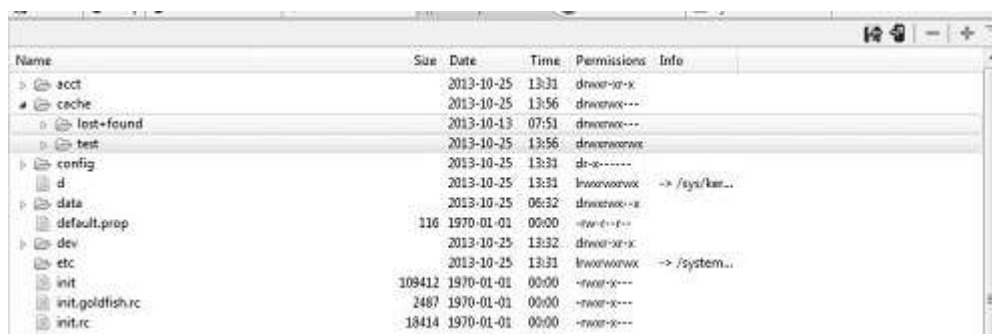 Name Size Date Time Permissions Info
acct 2013-10-25 13:31 drwxr-xr-x
cache 2013-10-25 13:56 drwxrwx---
lost+found 2013-10-13 07:51 drwxrwx---
test 2013-10-25 13:56 drwxrwxrwx
config 2013-10-25 13:31 dr-x------
d 2013-10-25 13:31 lrwxrwxrwx -> /sys/ker...
data 2013-10-25 06:32 drwxrwx--x
default.prop 116 1970-01-01 00:00 -rw-r--r--
dev 2013-10-25 13:32 drwxr-xr-x
etc 2013-10-25 13:31 lrwxrwxrwx -> /system...
init 109412 1970-01-01 00:00 -rwxr-x---
init.goldfish.rc 2487 1970-01-01 00:00 -rwxr-x---
init.rc 18414 1970-01-01 00:00 -rwxr-x---